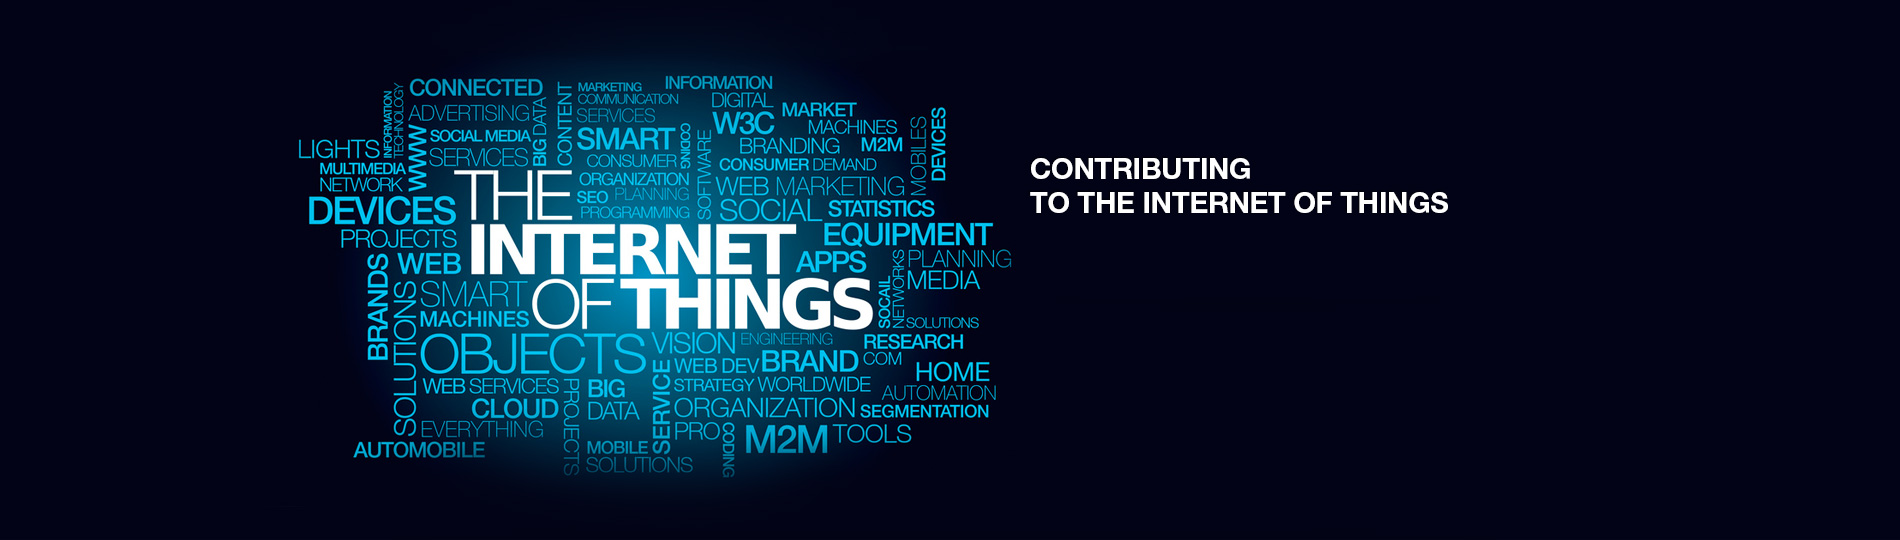 CONNECTED
ADVERTISING
INFORMATION
TECHNOLOGY
WWW
SOCIAL MEDIA
SERVICES
BIG DATA
CONTENT
LIGHTS
MULTIMEDIA
NETWORK
DEVICES
PROJECTS
WEB
BRANDS
SOLUTIONS
SMART
MACHINES
OBJECTS
WEB SERVICES
CLOUD
EVERYTHING
AUTOMOBILE
MARKETING
COMMUNICATION
SERVICES
SMART
CONSUMER
ORGANIZATION
SEO PLANNING
PROGRAMMING
CODING
SOFTWARE
INFORMATION
DIGITAL
W3C
MARKET
MACHINES
BRANDING M2M
CONSUMER DEMAND
WEB MARKETING
SOCIAL STATISTICS
MOBILES
DEVICES
EQUIPMENT
APPS
PLANNING
MEDIA
SOCAIL
NETWORKS
SOLUTIONS
THE
INTERNET
OF THINGS
VISION ENGINEERING
RESEARCH
WEB DEV BRAND COM
HOME
STRATEGY WORLDWIDE
AUTOMATION
ORGANIZATION SEGMENTATION
PRO
CODING
M2M TOOLS
SERVICE
PROJECTS
BIG
DATA
MOBILE
SOLUTIONS
CONTRIBUTING
TO THE INTERNET OF THINGS